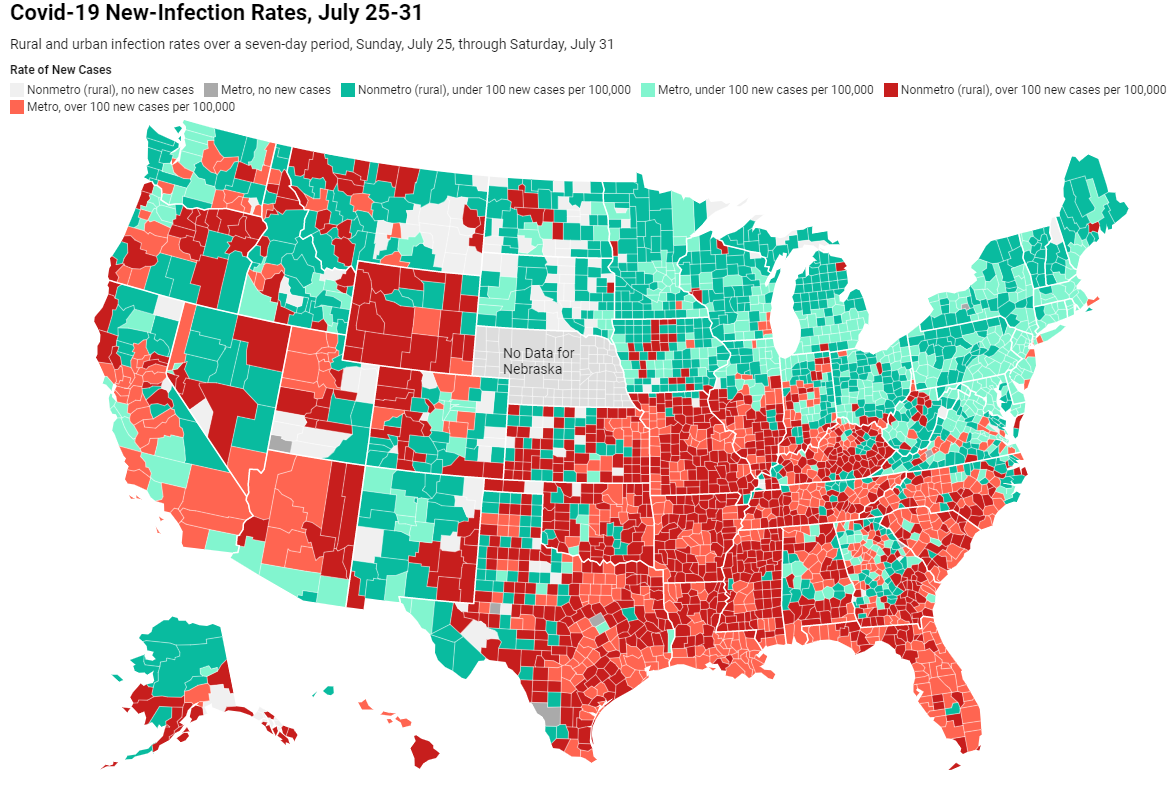 Covid-19 New-Infection Rates, July 25-31
Rural and urban infection rates over a seven-day period, Sunday, July 25, through Saturday, July 31
Rate of New Cases
Nonmetro (rural), no new cases Metro, no new cases Nonmetro (rural), under 100 new cases per 100,000 Metro, under 100 new cases per 100,000 Nonmetro (rural), over 100 new cases per 100,000
Metro, over 100 new cases per 100,000
No Data for
Nebraska